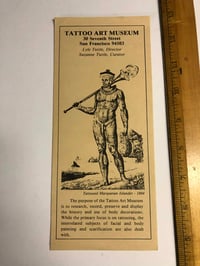 TATTOO ART MUSEUM
30 Seventh Street
San Francisco 94103
Lyle Tuttle, Director
Suzanne Tuttle, Curator
Tattooed Marquesan Islander - 1804
The purpose of the Tattoo Art Museum
is to research, record, preserve and display
the history and use of body decorations.
While the primary focus is on tattooing, the
interrelated subjects of facial and body
painting and scarification are also dealt
with.